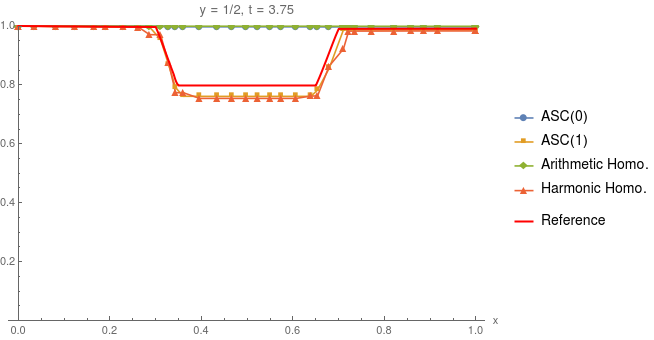 y = 1/2, t = 3.75
1.0
0.8
0.6
0.4
0.2
0.0 0.2 0.4 0.6 0.8 1.0 x
ASC(0)
ASC(1)
Arithmetic Homo.
Harmonic Homo.
Reference